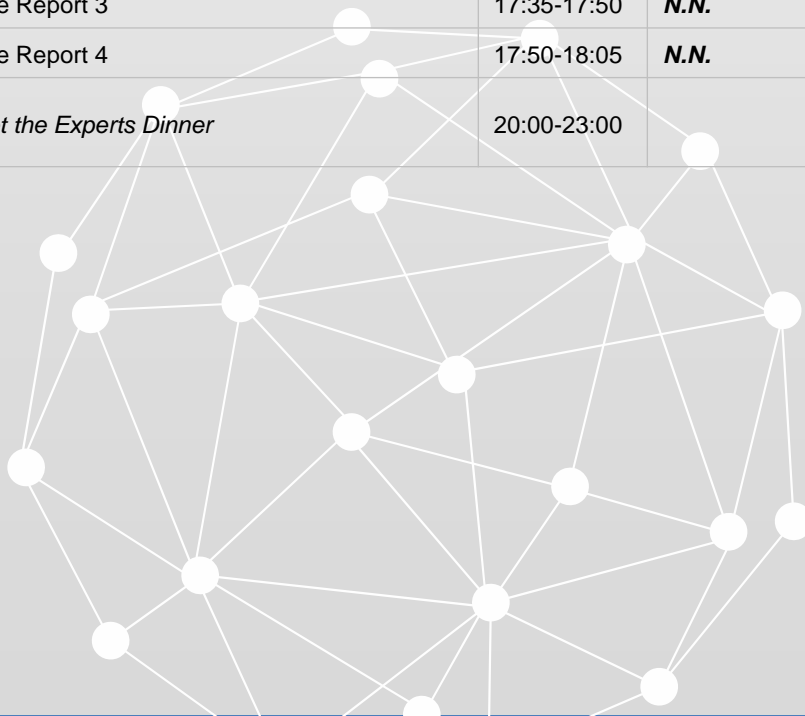 e Report 3 17:35-17:50 N.N.
e Report 4 17:50-18:05 N.N.
t the Experts Dinner 20:00-23:00